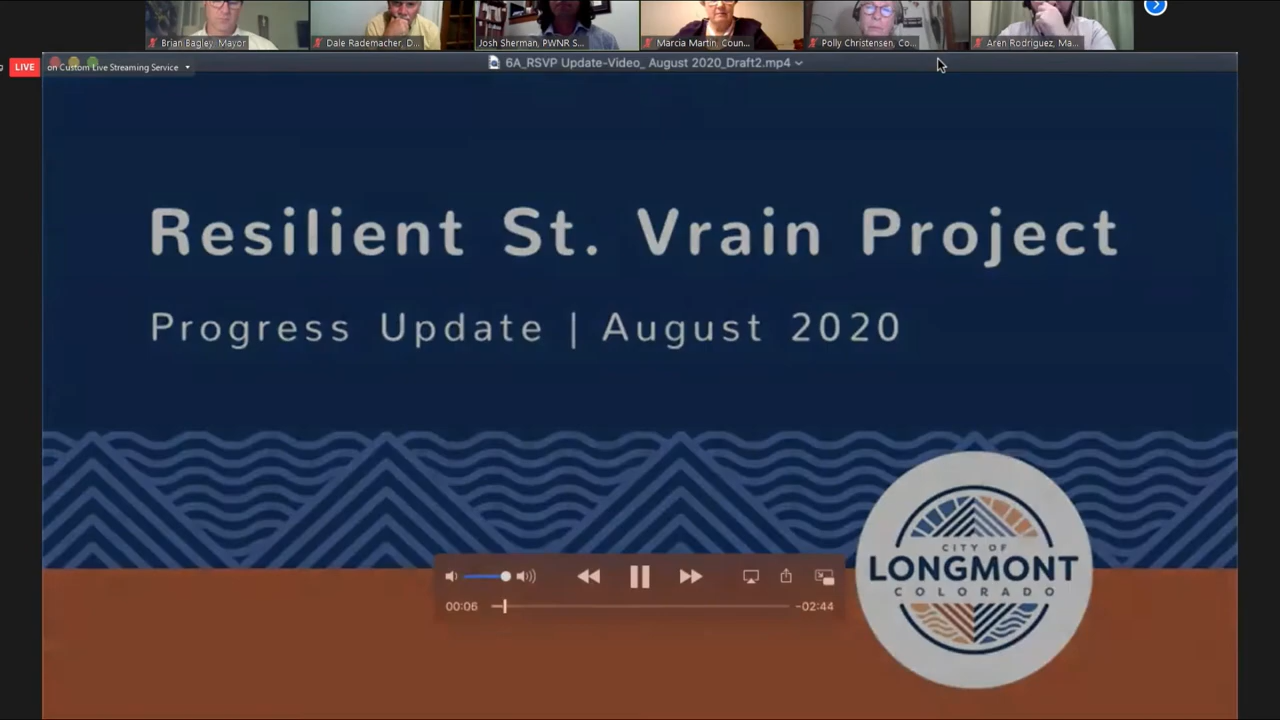 Brian Bagley, Mayor
Dale Rademacher, D...
Josh Sherman, PWNR S...
Marcia Martin, Coun...
Polly Christensen, Co...
Aren Rodriguez, Ma...
LIVE
on Custom Live Streaming Service
6A_RSVP Update-Video_ August 2020_Draft2.mp4
Resilient St. Vrain Project
Progress Update | August 2020
CITY OF
LONGMONT
COLORADO
00:06
-02:44